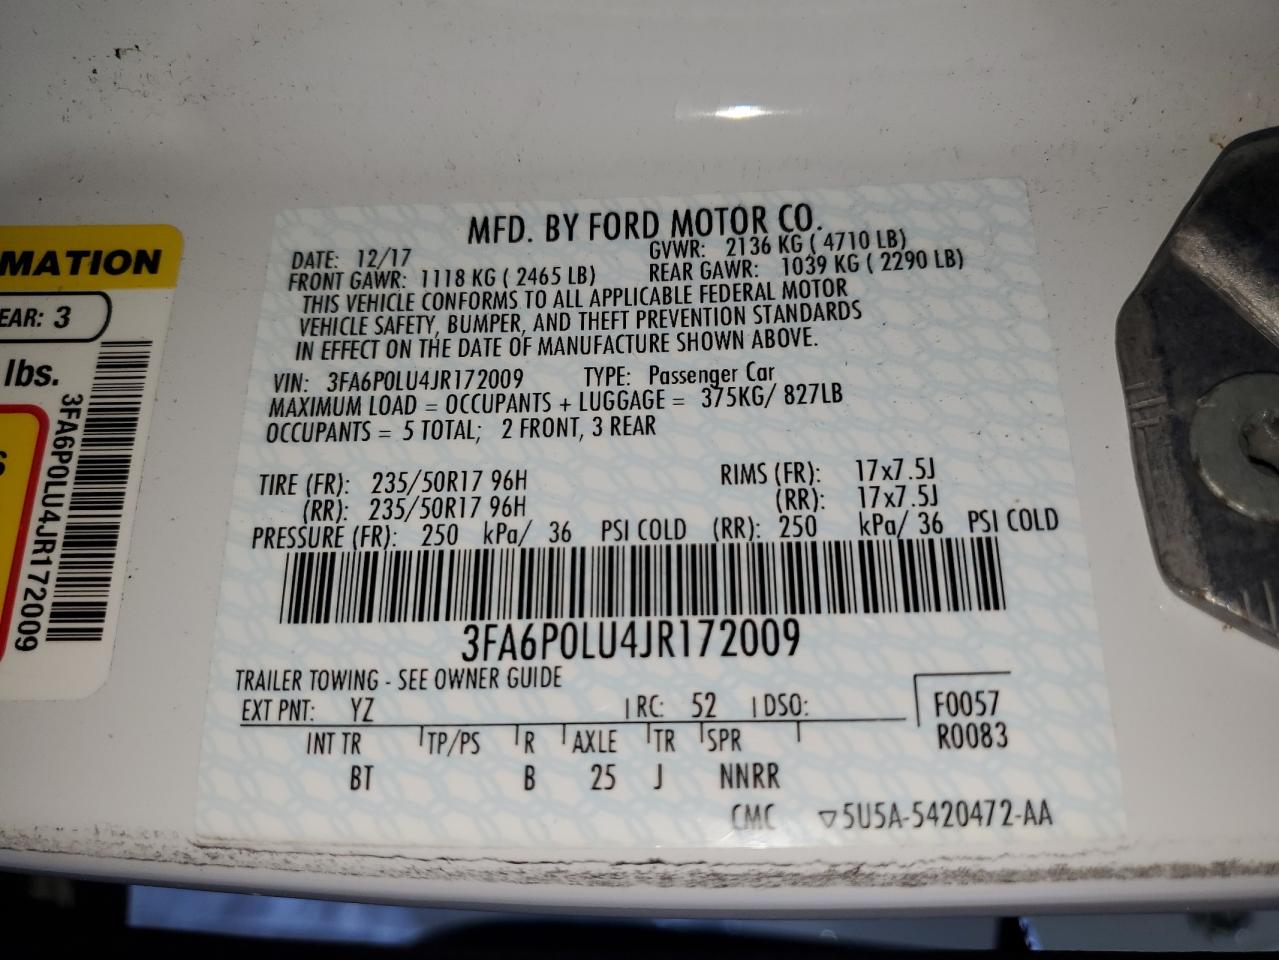 MATION
EAR: 3
lbs.
S
3FA6P0LU4JR172009
MFD. BY FORD MOTOR CO.
DATE: 12/17 GVWR: 2136 KG ( 4710 LB)
FRONT GAWR: 1118 KG ( 2465 LB) REAR GAWR: 1039 KG ( 2290 LB)
THIS VEHICLE CONFORMS TO ALL APPLICABLE FEDERAL MOTOR
VEHICLE SAFETY, BUMPER, AND THEFT PREVENTION STANDARDS
IN EFFECT ON THE DATE OF MANUFACTURE SHOWN ABOVE.
VIN: 3FA6P0LU4JR172009 TYPE: Passenger Car
MAXIMUM LOAD = OCCUPANTS + LUGGAGE = 375KG/ 827LB
OCCUPANTS = 5 TOTAL; 2 FRONT, 3 REAR
TIRE (FR): 235/50R17 96H RIMS (FR): 17x7.5J
(RR): 235/50R17 96H (RR): 17x7.5J
PRESSURE (FR): 250 kPa/ 36 PSI COLD (RR): 250 kPa/ 36 PSI COLD
3FA6P0LU4JR172009
TRAILER TOWING - SEE OWNER GUIDE
EXT PNT: YZ RC: 52 DSO: F0057
INT TR TP/PS R AXLE TR SPR R0083
BT B 25 J NNRR
CMC ▽5U5A-5420472-AA